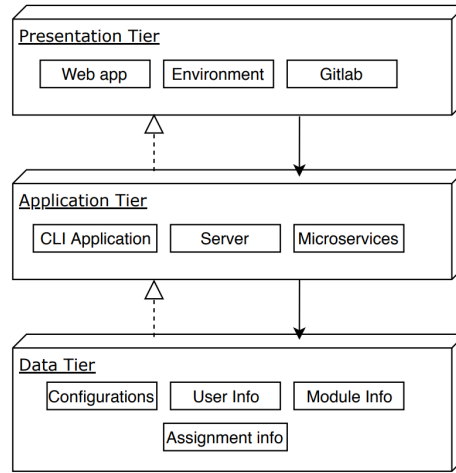 Presentation Tier
Web app Environment Gitlab
Application Tier
CLI Application Server Microservices
Data Tier
Configurations User Info Module Info
Assignment info